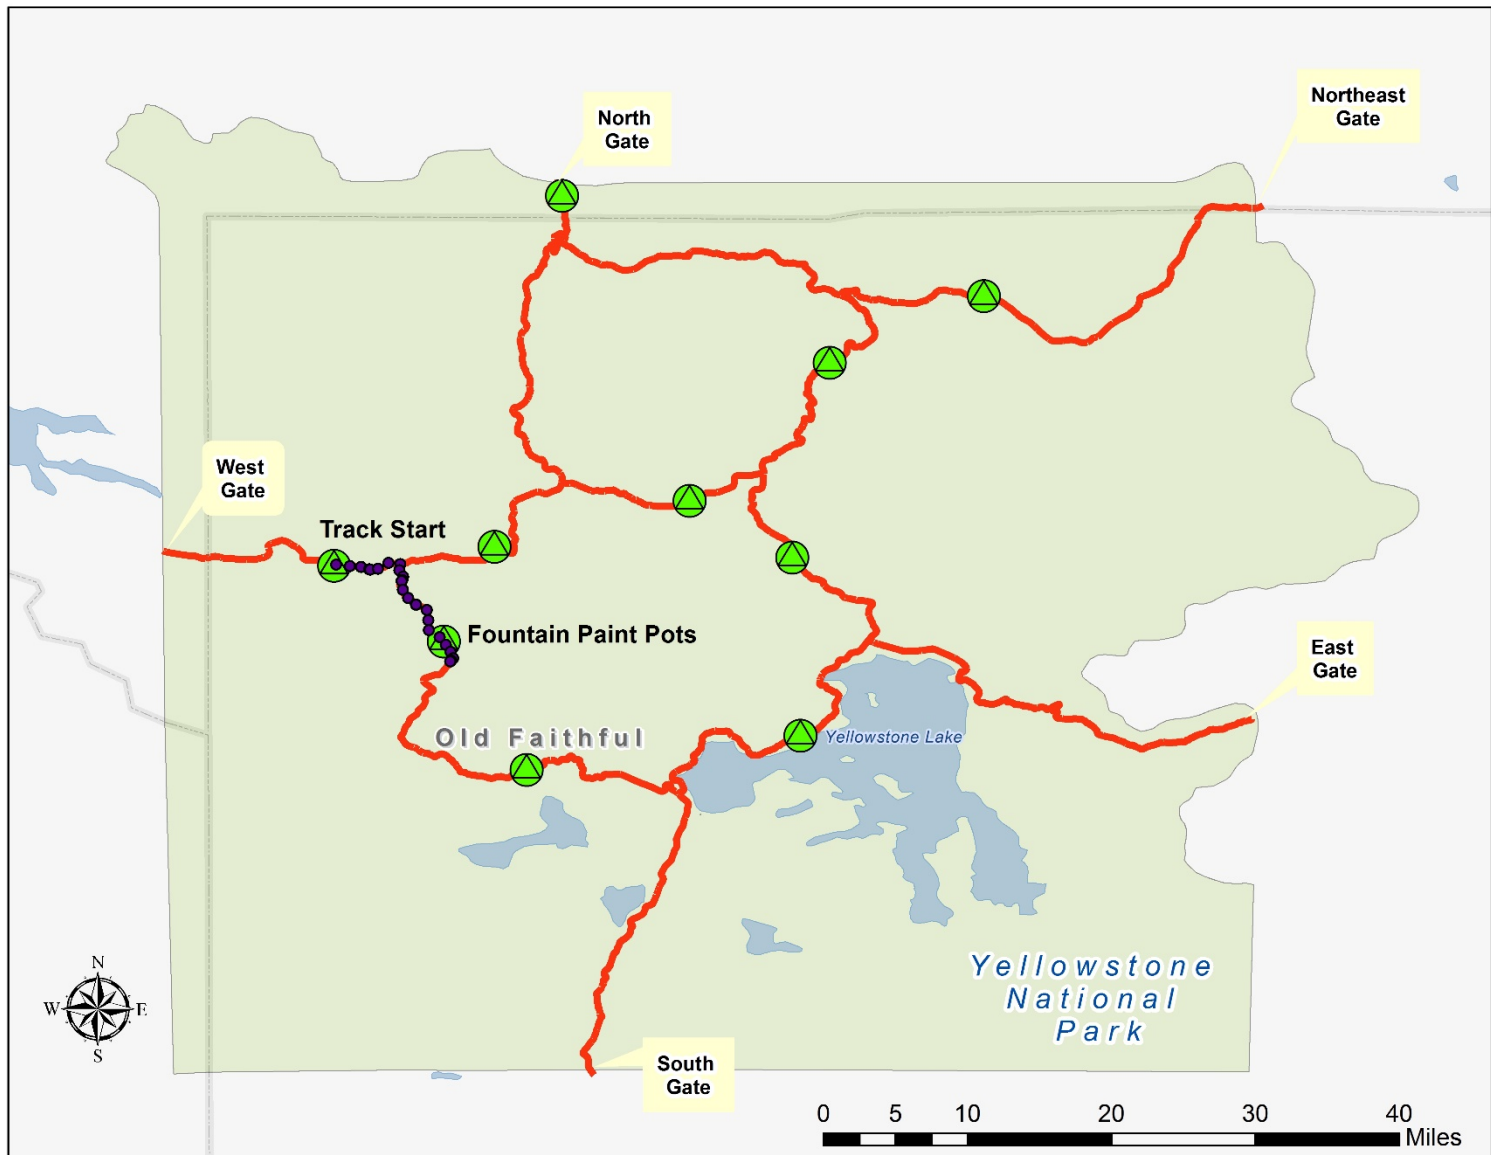 North
Gate
Northeast
Gate
West
Gate
Track Start
Fountain Paint Pots
East
Gate
Old Faithful
Yellowstone Lake
Yellowstone
National
Park
N
W E
S
South
Gate
0 5 10 20 30 40
Miles